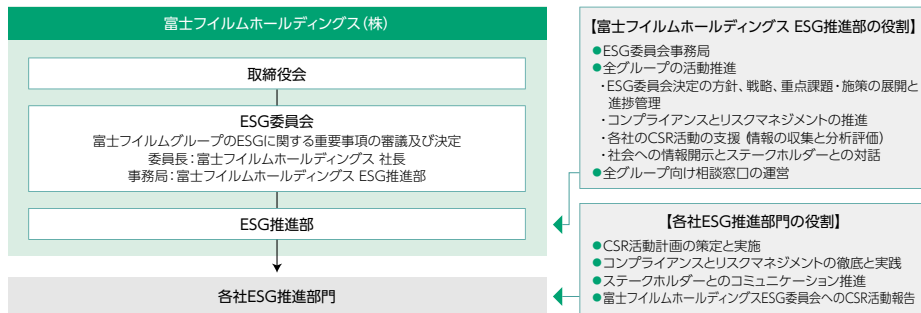 富士フイルムホールディングス(株)
取締役会
ESG委員会
富士フイルムグループのESGに関する重要事項の審議及び決定
委員長:富士フイルムホールディングス 社長
事務局:富士フイルムホールディングス ESG推進部
ESG推進部
各社ESG推進部門
【富士フイルムホールディングス ESG推進部の役割】
●ESG委員会事務局
●全グループの活動推進
・ESG委員会決定の方針、戦略、重点課題・施策の展開と
進捗管理
・コンプライアンスとリスクマネジメントの推進
・各社のCSR活動の支援(情報の収集と分析評価)
・社会への情報開示とステークホルダーとの対話
●全グループ向け相談窓口の運営
【各社ESG推進部門の役割】
●CSR活動計画の策定と実施
●コンプライアンスとリスクマネジメントの徹底と実践
●ステークホルダーとのコミュニケーション推進
●富士フイルムホールディングスESG委員会へのCSR活動報告